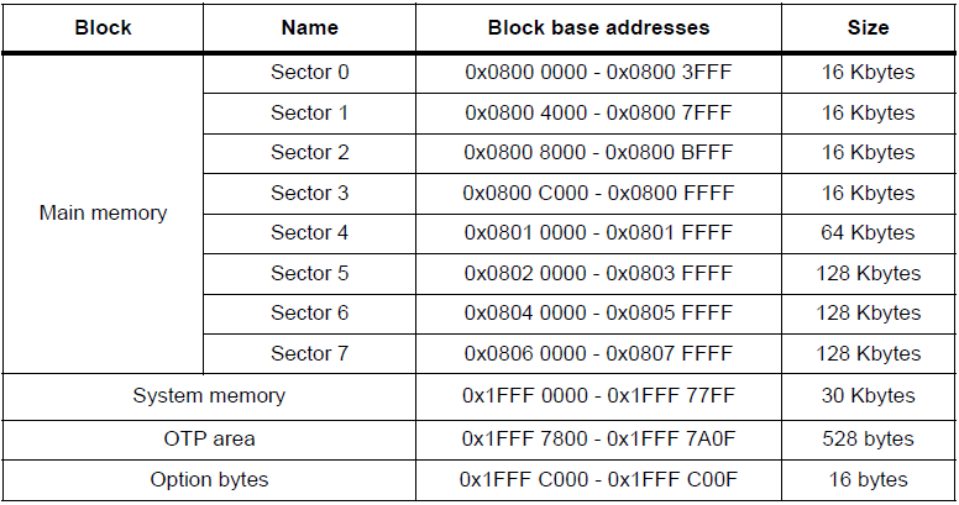 Block Name Block base addresses Size
Sector 0 0x0800 0000 - 0x0800 3FFF 16 Kbytes
Sector 1 0x0800 4000 - 0x0800 7FFF 16 Kbytes
Sector 2 0x0800 8000 - 0x0800 BFFF 16 Kbytes
Sector 3 0x0800 C000 - 0x0800 FFFF 16 Kbytes
Main memory
Sector 4 0x0801 0000 - 0x0801 FFFF 64 Kbytes
Sector 5 0x0802 0000 - 0x0803 FFFF 128 Kbytes
Sector 6 0x0804 0000 - 0x0805 FFFF 128 Kbytes
Sector 7 0x0806 0000 - 0x0807 FFFF 128 Kbytes
System memory 0x1FFF 0000 - 0x1FFF 77FF 30 Kbytes
OTP area 0x1FFF 7800 - 0x1FFF 7A0F 528 bytes
Option bytes 0x1FFF C000 - 0x1FFF C00F 16 bytes